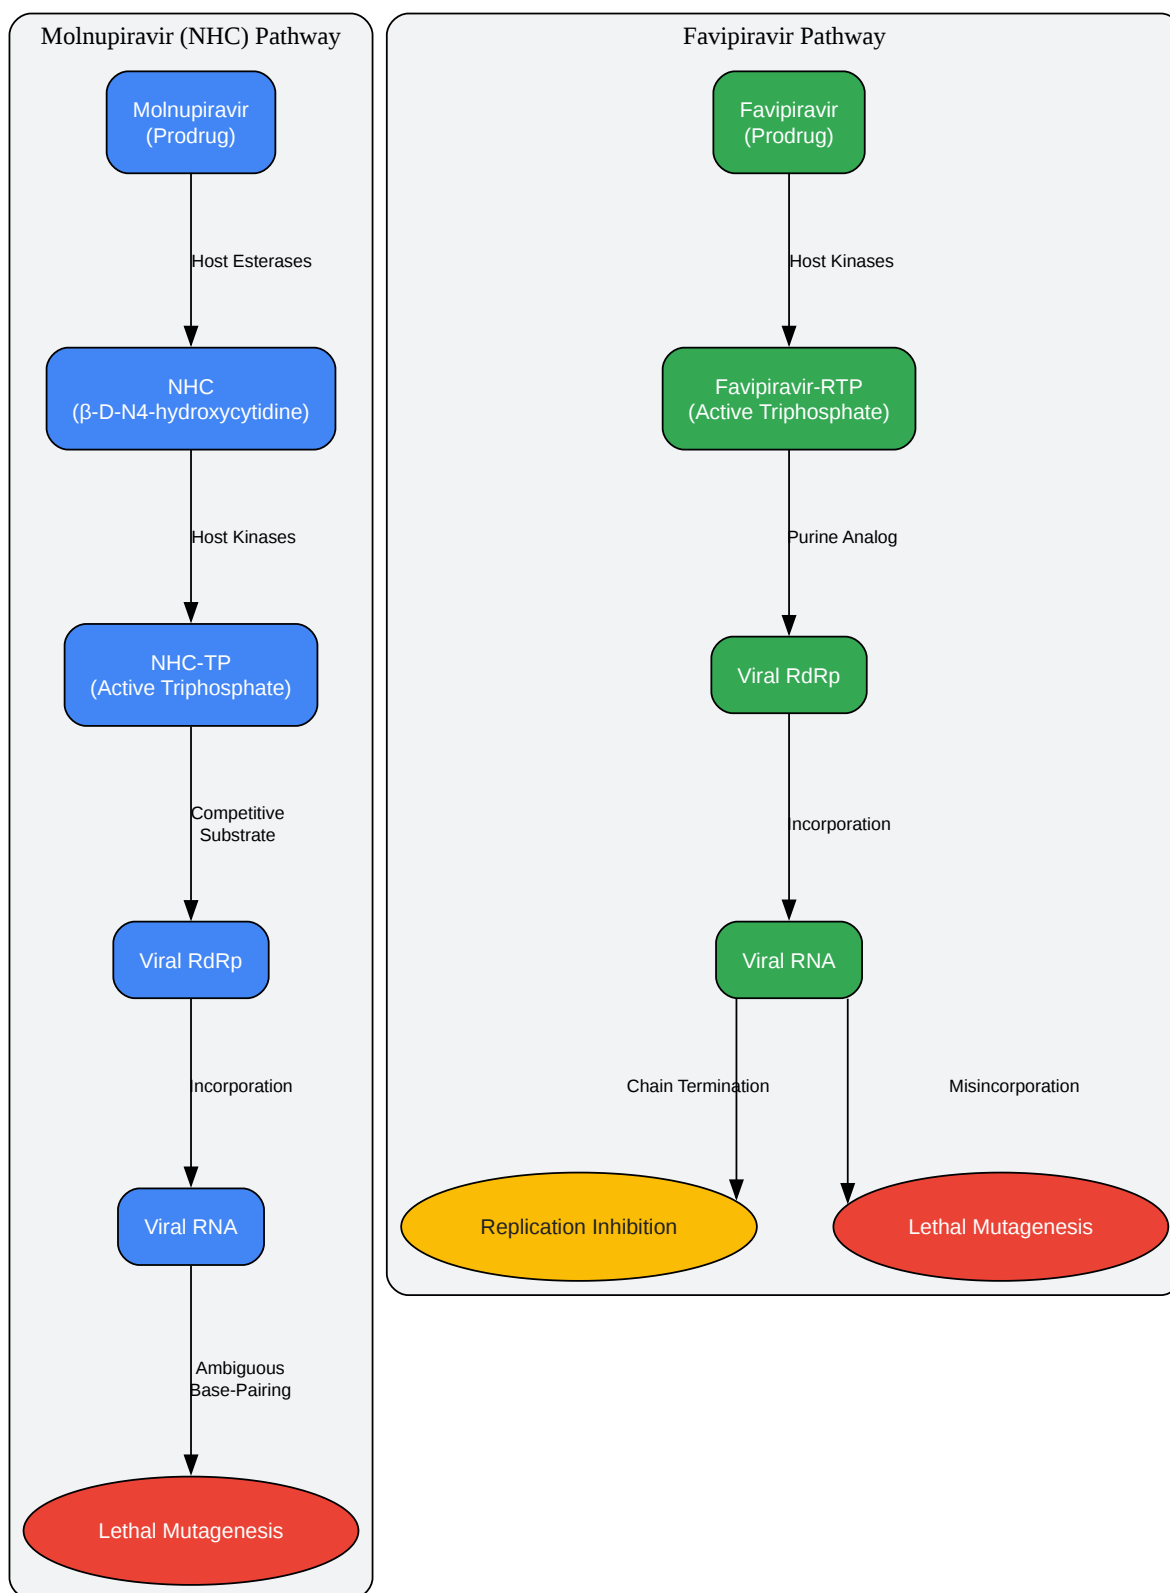 Molnupiravir (NHC) Pathway
Molnupiravir
(Prodrug)
Host Esterases
NHC
(β-D-N4-hydroxycytidine)
Host Kinases
NHC-TP
(Active Triphosphate)
Competitive
Substrate
Viral RdRp
Incorporation
Viral RNA
Ambiguous
Base-Pairing
Lethal Mutagenesis
Favipiravir Pathway
Favipiravir
(Prodrug)
Host Kinases
Favipiravir-RTP
(Active Triphosphate)
Purine Analog
Viral RdRp
Incorporation
Viral RNA
Chain Termination
Misincorporation
Replication Inhibition
Lethal Mutagenesis